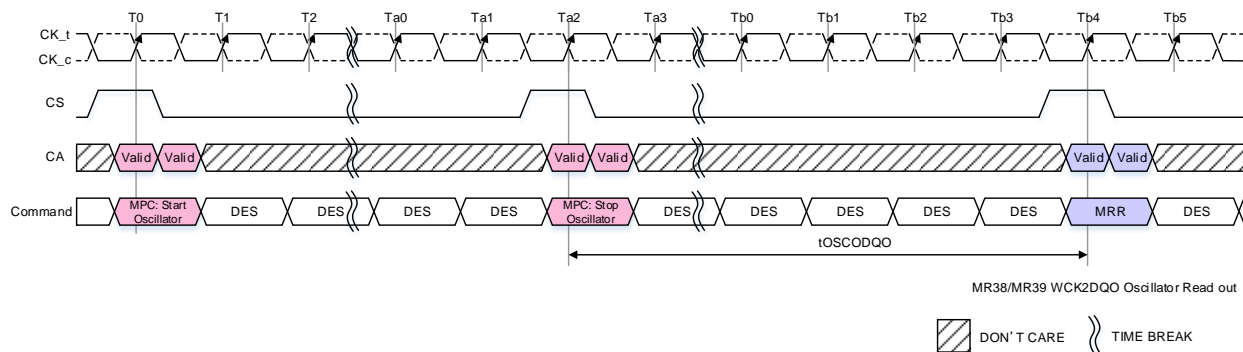 T0 T1 T2 Ta0 Ta1 Ta2 Ta3 Tb0 Tb1 Tb2 Tb3 Tb4 Tb5
CK_t
CK_c
CS
CA Valid Valid Valid Valid Valid Valid
Command MPC: Start Oscillator DES DES DES DES MPC: Stop Oscillator DES DES DES DES DES MRR DES
tOSCODQO
MR38/MR39 WCK2DQO Oscillator Read out
DON'T CARE TIME BREAK